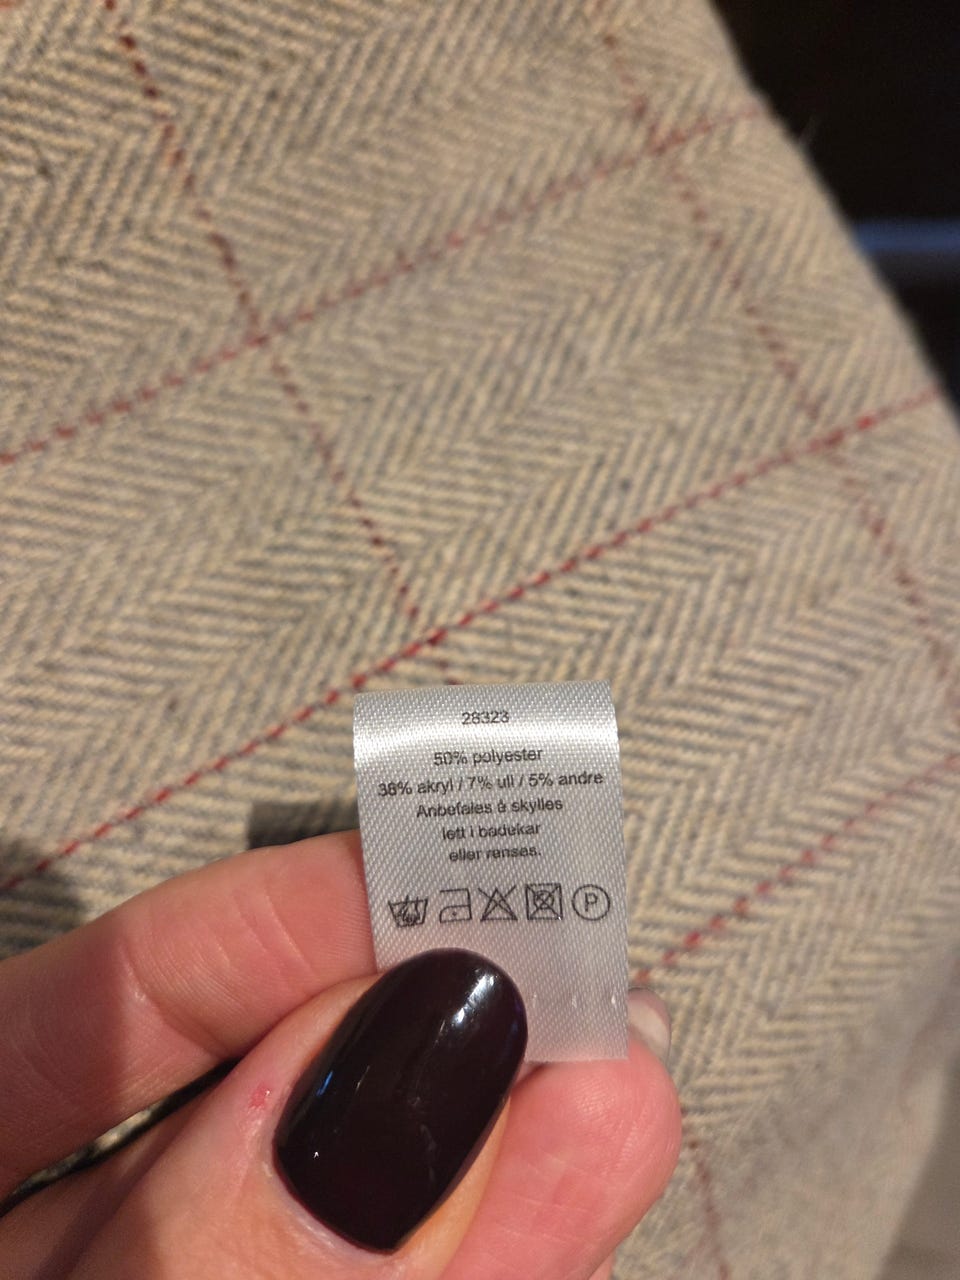 28323
50% polyester
38% akryl / 7% ull / 5% andre
Anbefales å skylles
lett i badekar
eller renses.
P